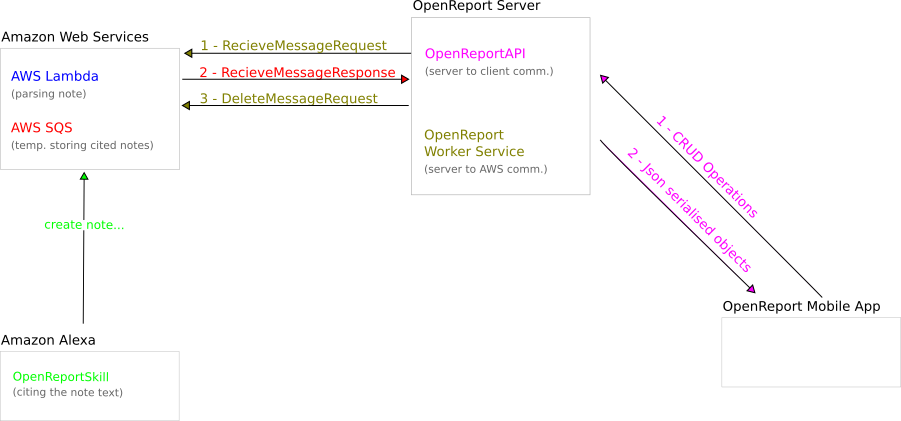 OpenReport Server
Amazon Web Services
1 - RecieveMessageRequest
OpenReportAPI
(server to client comm.)
AWS Lambda
(parsing note)
2 - RecieveMessageResponse
3 - DeleteMessageRequest
AWS SQS
(temp. storing cited notes)
OpenReport
Worker Service
(server to AWS comm.)
1 - CRUD Operations
2 - Json serialised objects
create note...
OpenReport Mobile App
Amazon Alexa
OpenReportSkill
(citing the note text)